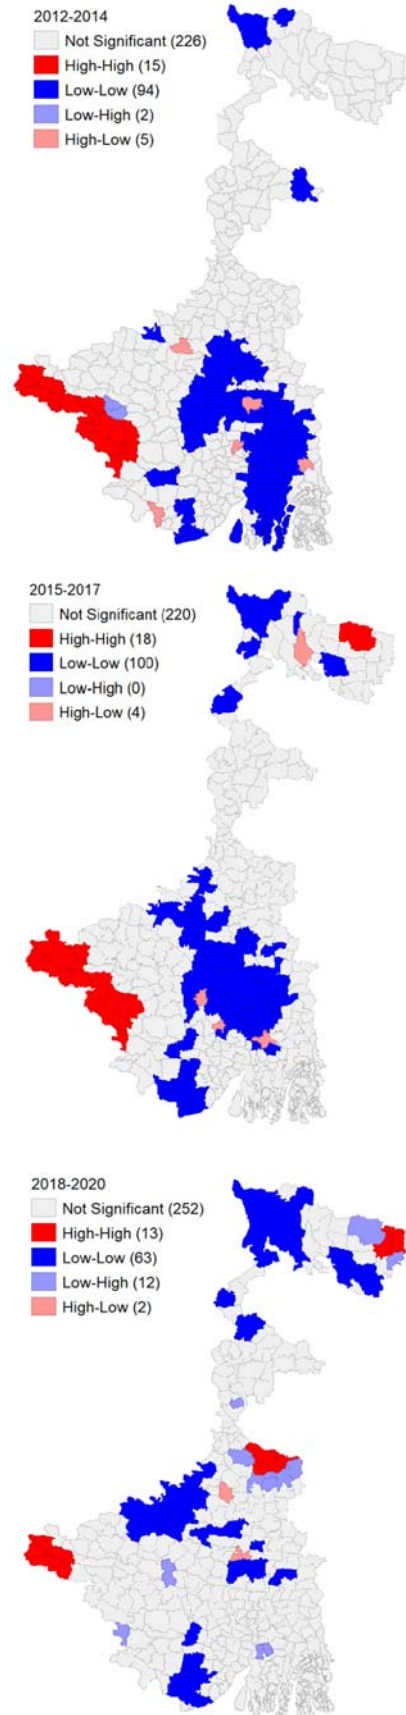 2012-2014
Not Significant (226)
High-High (15)
Low-Low (94)
Low-High (2)
High-Low (5)
2015-2017
Not Significant (220)
High-High (18)
Low-Low (100)
Low-High (0)
High-Low (4)
2018-2020
Not Significant (252)
High-High (13)
Low-Low (63)
Low-High (12)
High-Low (2)